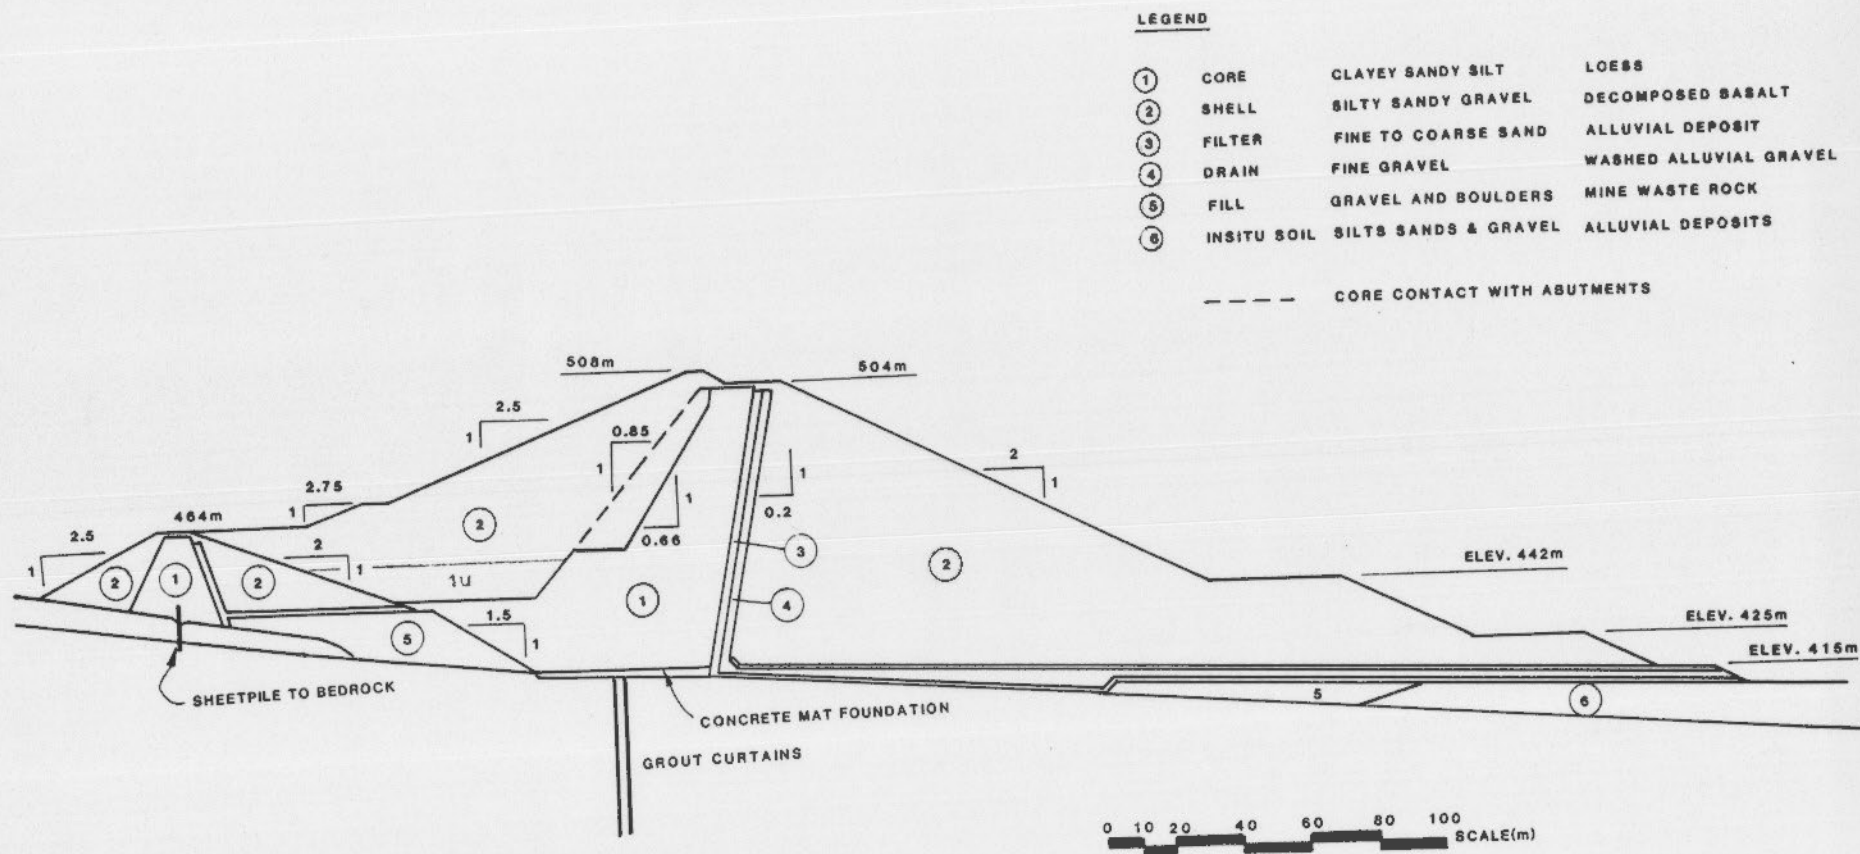 LEGEND
1 CORE CLAYEY SANDY SILT LOESS
2 SHELL SILTY SANDY GRAVEL DECOMPOSED BASALT
3 FILTER FINE TO COARSE SAND ALLUVIAL DEPOSIT
4 DRAIN FINE GRAVEL WASHED ALLUVIAL GRAVEL
5 FILL GRAVEL AND BOULDERS MINE WASTE ROCK
6 INSITU SOIL SILTS SANDS & GRAVEL ALLUVIAL DEPOSITS
CORE CONTACT WITH ABUTMENTS
508m
504m
2.5
1
0.85
1
2
1
2.75
1
1
1
0.2
464m
2
0.66
2.5
1
2
1
3
2
ELEV. 442m
2
1
2
1u
1
4
1.5
1
5
ELEV. 425m
ELEV. 415m
SHEETPILE TO BEDROCK
CONCRETE MAT FOUNDATION
5
6
GROUT CURTAINS
0 10 20 40 60 80 100
SCALE(m)